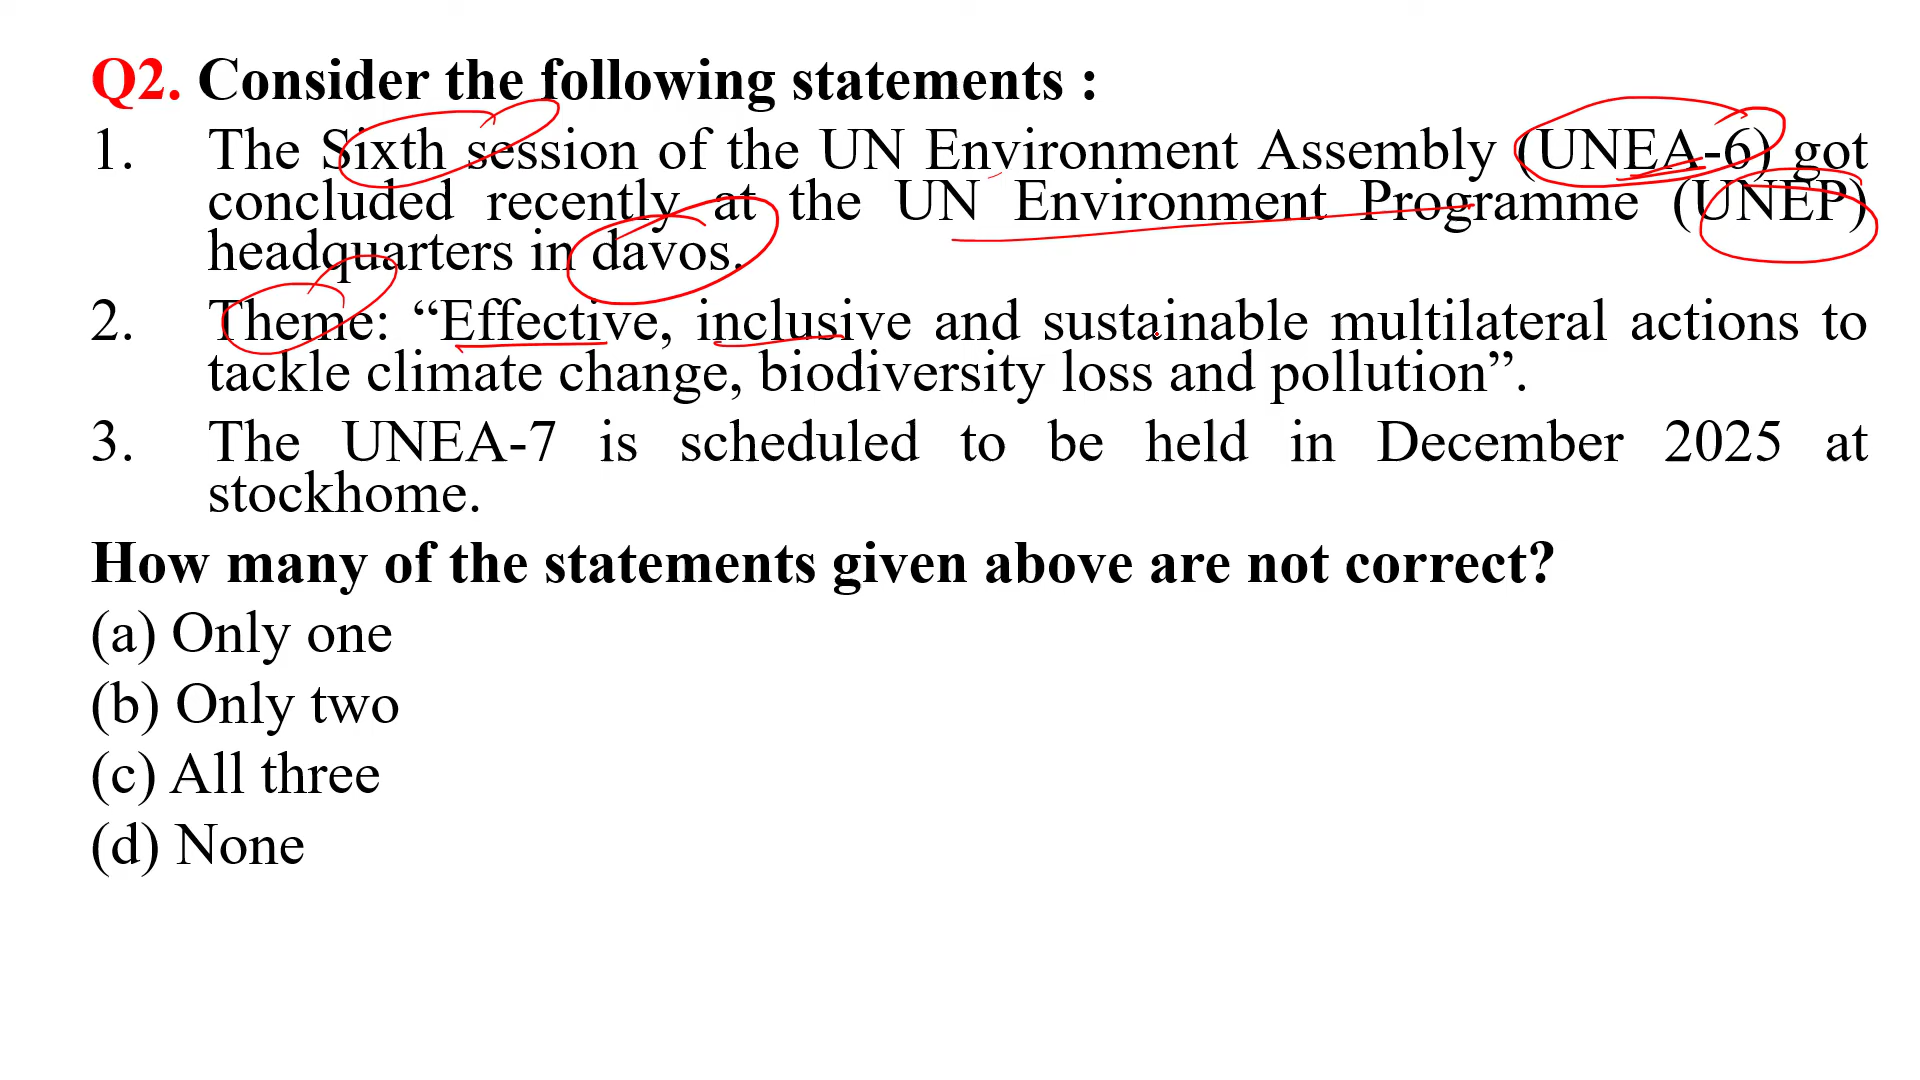 Q2. Consider the following statements :
1. The Sixth session of the UN Environment Assembly (UNEA-6) got
concluded recently at the UN Environment Programme (UNEP)
headquarters in davos.
2. Theme: “Effective, inclusive and sustainable multilateral actions to
tackle climate change, biodiversity loss and pollution”.
3. The UNEA-7 is scheduled to be held in December 2025 at
stockhome.
How many of the statements given above are not correct?
(a) Only one
(b) Only two
(c) All three
(d) None